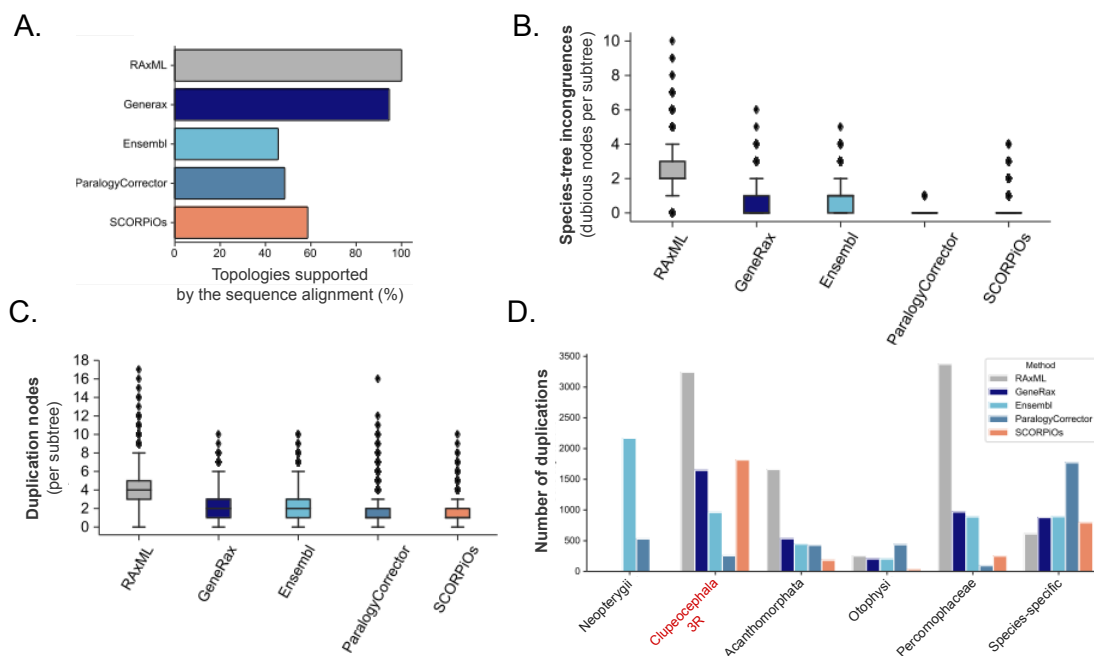 A.
RAxML
Generax
Ensembl
ParalogyCorrector
SCORPiOs
0 20 40 60 80 100
Topologies supported
by the sequence alignment (%)
B.
Species-tree incongruences
(dubious nodes per subtree)
10
8
6
4
2
0
RAxML
GeneRax
Ensembl
ParalogyCorrector
SCORPiOs
C.
Duplication nodes
(per subtree)
18
16
14
12
10
8
6
4
2
0
RAxML
GeneRax
Ensembl
ParalogyCorrector
SCORPiOs
D.
Number of duplications
3500
3000
2500
2000
1500
1000
500
0
Method
RAxML
GeneRax
Ensembl
ParalogyCorrector
SCORPiOs
Neopterygii
Clupeocephala
3R
Acanthomorphata
Otophysi
Percomophaceae
Species-specific